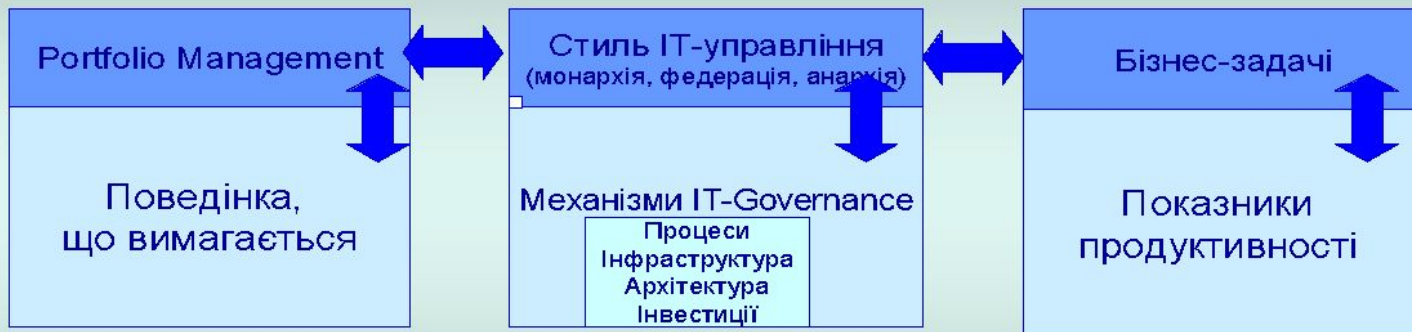 Portfolio Management
Поведінка,
що вимагається
Стиль ІТ-управління
(монархія, федерація, анархія)
Механізми IT-Governance
Процеси
Інфраструктура
Архітектура
Інвестиції
Бізнес-задачі
Показники
продуктивності